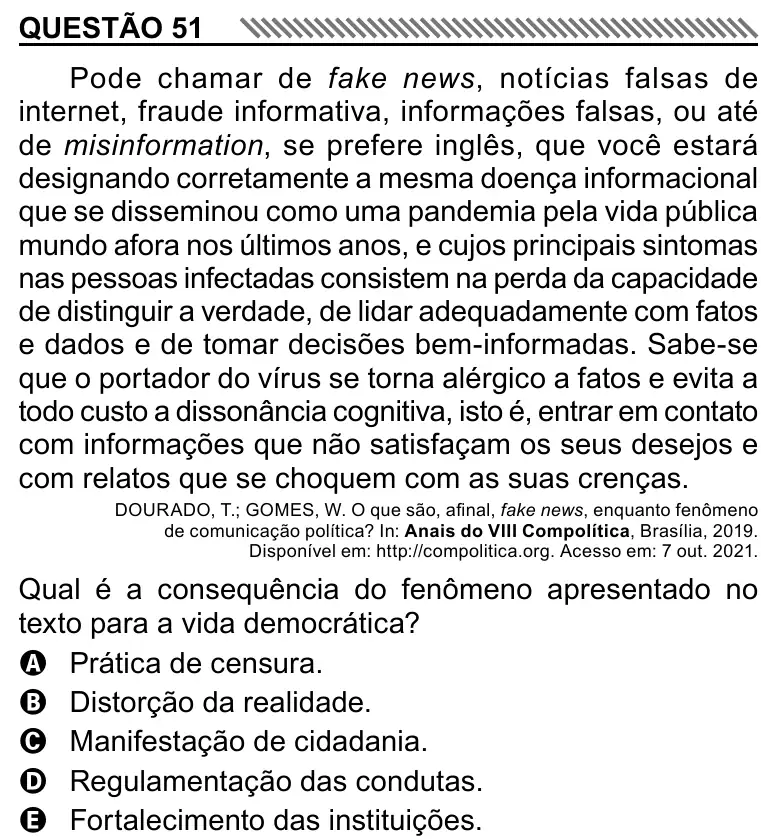 QUESTÃO 51
Pode chamar de fake news, notícias falsas de
internet, fraude informativa, informações falsas, ou até
de misinformation, se prefere inglês, que você estará
designando corretamente a mesma doença informacional
que se disseminou como uma pandemia pela vida pública
mundo afora nos últimos anos, e cujos principais sintomas
nas pessoas infectadas consistem na perda da capacidade
de distinguir a verdade, de lidar adequadamente com fatos
e dados e de tomar decisões bem-informadas. Sabe-se
que o portador do vírus se torna alérgico a fatos e evita a
todo custo a dissonância cognitiva, isto é, entrar em contato
com informações que não satisfaçam os seus desejos e
com relatos que se choquem com as suas crenças.
DOURADO, T.; GOMES, W. O que são, afinal, fake news, enquanto fenômeno
de comunicação política? In: Anais do VIII Compolítica, Brasília, 2019.
Disponível em: http://compolitica.org. Acesso em: 7 out. 2021.
Qual é a consequência do fenômeno apresentado no
texto para a vida democrática?
A Prática de censura.
B Distorção da realidade.
C Manifestação de cidadania.
D Regulamentação das condutas.
E Fortalecimento das instituições.